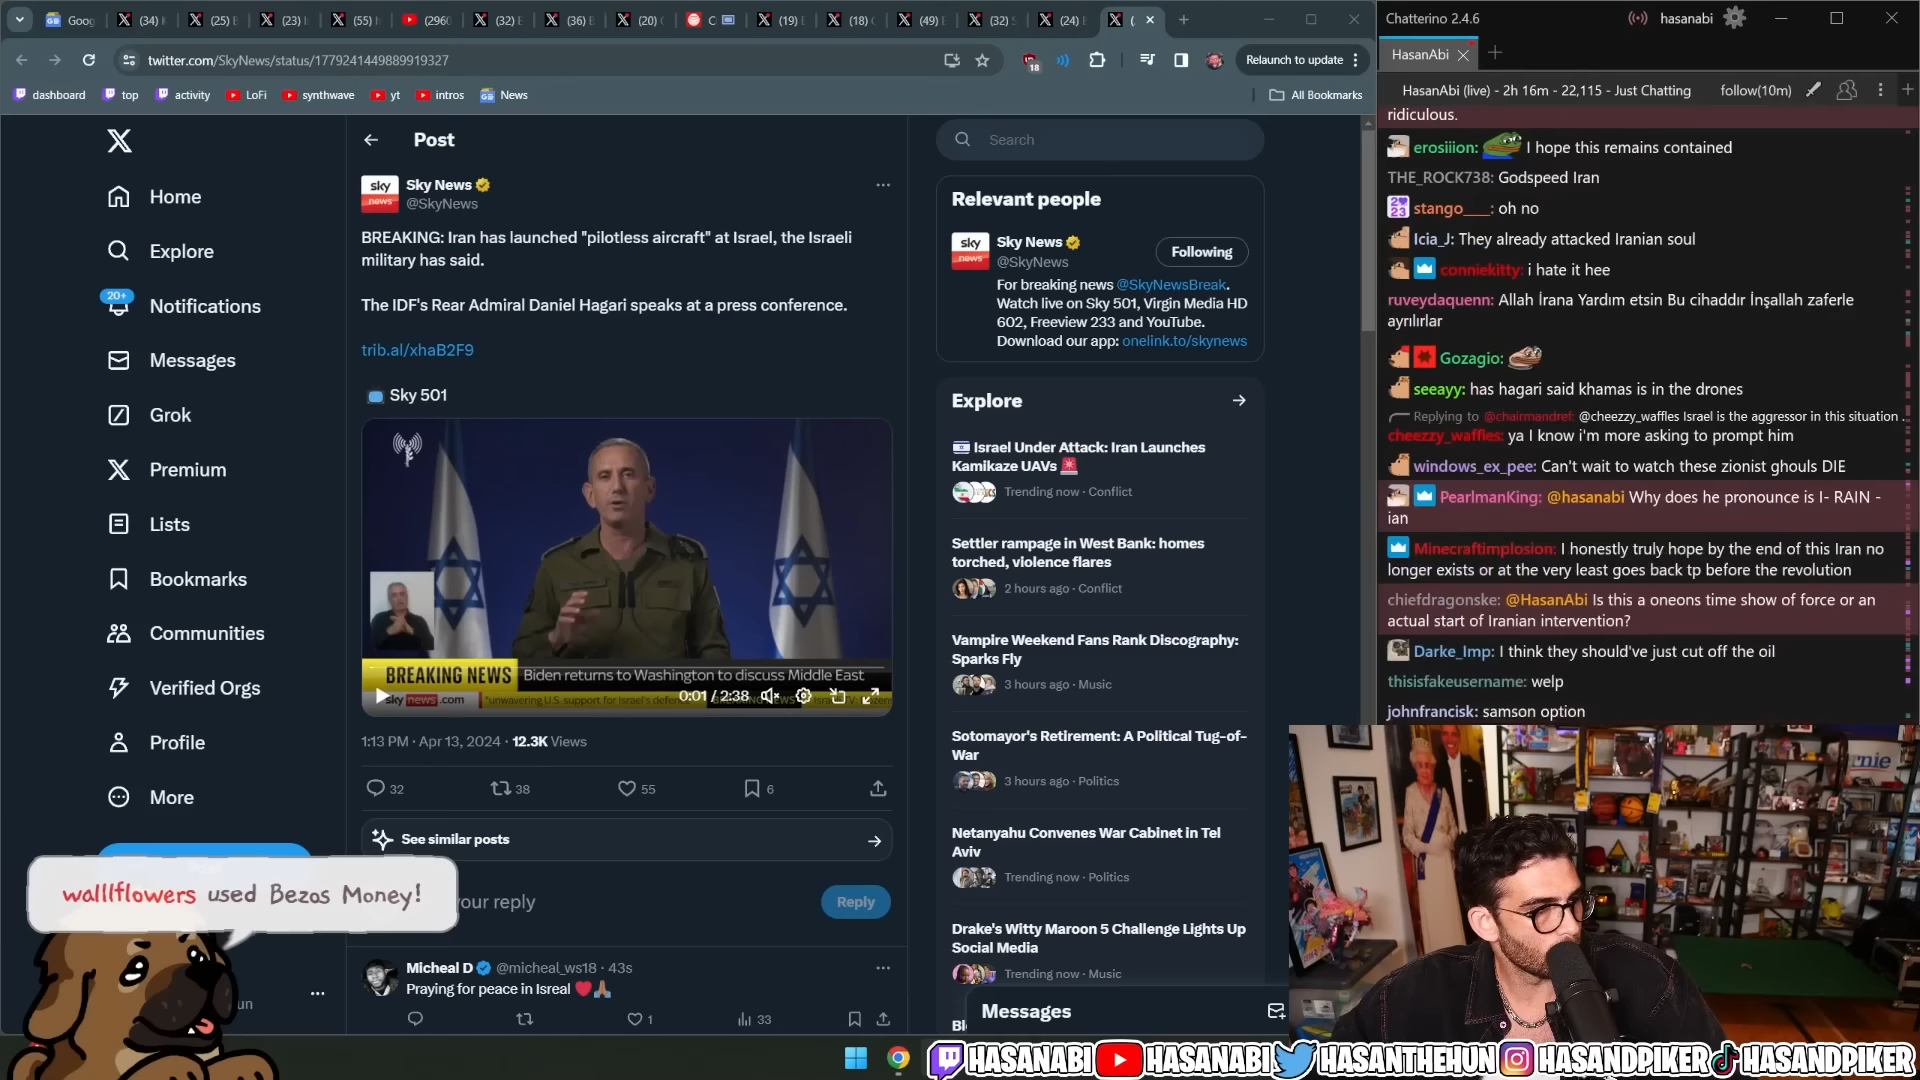 Goog
(34)
(25)
(23)
(55)
(2960
(32)
(36)
(20)
(19)
(18)
(49)
(32)
(24)
twitter.com/SkyNews/status/1779241449889919327
18
Relaunch to update
dashboard
top
activity
LoFi
synthwave
yt
intros
News
All Bookmarks
Home
Explore
20+
Notifications
Messages
Grok
Premium
Lists
Bookmarks
Communities
Verified Orgs
Profile
More
Post
sky news
Sky News
@SkyNews
BREAKING: Iran has launched "pilotless aircraft" at Israel, the Israeli
military has said.
The IDF's Rear Admiral Daniel Hagari speaks at a press conference.
trib.al/xhaB2F9
Sky 501
BREAKING NEWS
Biden returns to Washington to discuss Middle East
0:01 / 2:38
sky news.com
"unwavering U.S. support for Israel's defen
1:13 PM · Apr 13, 2024 · 12.3K Views
32
38
55
6
See similar posts
our reply
Reply
Micheal D @micheal_ws18 · 43s
Praying for peace in Isreal
1
33
walllflowers used Bezos Money!
un
Search
Relevant people
sky news
Sky News
@SkyNews
Following
For breaking news @SkyNewsBreak.
Watch live on Sky 501, Virgin Media HD
602, Freeview 233 and YouTube.
Download our app: onelink.to/skynews
Explore
Israel Under Attack: Iran Launches
Kamikaze UAVs
Trending now · Conflict
Settler rampage in West Bank: homes
torched, violence flares
2 hours ago · Conflict
Vampire Weekend Fans Rank Discography:
Sparks Fly
3 hours ago · Music
Sotomayor's Retirement: A Political Tug-of-
War
3 hours ago · Politics
Netanyahu Convenes War Cabinet in Tel
Aviv
Trending now · Politics
Drake's Witty Maroon 5 Challenge Lights Up
Social Media
Trending now · Music
Messages
Chatterino 2.4.6
hasanabi
HasanAbi
HasanAbi (live) - 2h 16m - 22,115 - Just Chatting
follow(10m)
ridiculous.
erosiiion: I hope this remains contained
THE_ROCK738: Godspeed Iran
stango____: oh no
Icia_J: They already attacked Iranian soul
conniekitty: i hate it hee
ruveydaquenn: Allah İrana Yardım etsin Bu cihaddır İnşallah zaferle
ayrılırlar
Gozagio:
seeayy: has hagari said khamas is in the drones
Replying to @chairmandref: @cheezzy_waffles Israel is the aggressor in this situation .
cheezzy_waffles: ya I know i'm more asking to prompt him
windows_ex_pee: Can't wait to watch these zionist ghouls DIE
PearlmanKing: @hasanabi Why does he pronounce is I- RAIN -
ian
Minecraftimplosion: I honestly truly hope by the end of this Iran no
longer exists or at the very least goes back tp before the revolution
chiefdragonske: @HasanAbi Is this a oneons time show of force or an
actual start of Iranian intervention?
Darke_Imp: I think they should've just cut off the oil
thisisfakeusername: welp
johnfrancisk: samson option
rnie
HASANABI
HASANABI
HASANTHEHUN
HASANDPIKER
HASANDPIKER